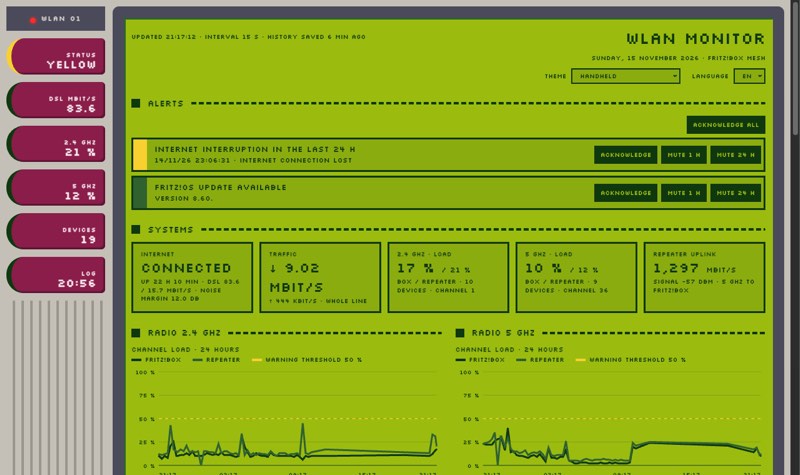 WLAN 01
STATUS
YELLOW
DSL MBIT/S
83.6
2.4 GHZ
21 %
5 GHZ
12 %
DEVICES
19
LOG
20:56
UPDATED 21:17:12 · INTERVAL 15 S · HISTORY SAVED 6 MIN AGO
WLAN MONITOR
SUNDAY, 15 NOVEMBER 2026 · FRITZ!BOX MESH
THEME HANDHELD LANGUAGE EN
ALERTS
ACKNOWLEDGE ALL
INTERNET INTERRUPTION IN THE LAST 24 H
14/11/26 23:06:31 · INTERNET CONNECTION LOST
ACKNOWLEDGE MUTE 1 H MUTE 24 H
FRITZ!OS UPDATE AVAILABLE
VERSION 8.60.
ACKNOWLEDGE MUTE 1 H MUTE 24 H
SYSTEMS
INTERNET
CONNECTED
UP 22 H 10 MIN · DSL 83.6
/ 15.7 MBIT/S · NOISE
MARGIN 12.0 DB
TRAFFIC
↓ 9.02
MBIT/S
↑ 444 KBIT/S · WHOLE LINE
2.4 GHZ · LOAD
17 % / 21 %
BOX / REPEATER · 10
DEVICES · CHANNEL 1
5 GHZ · LOAD
10 % / 12 %
BOX / REPEATER · 9
DEVICES · CHANNEL 36
REPEATER UPLINK
1,297 MBIT/S
SIGNAL -57 DBM · 5 GHZ TO
FRITZ!BOX
RADIO 2.4 GHZ
CHANNEL LOAD · 24 HOURS
FRITZ!BOX REPEATER WARNING THRESHOLD 50 %
100 %
75 %
50 %
25 %
0 %
RADIO 5 GHZ
CHANNEL LOAD · 24 HOURS
FRITZ!BOX REPEATER WARNING THRESHOLD 50 %
100 %
75 %
50 %
25 %
0 %